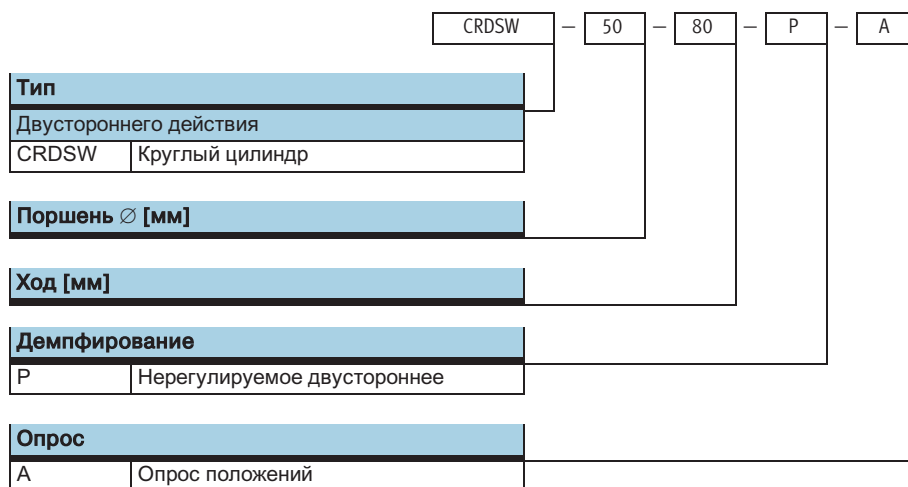 CRDSW – 50 – 80 – P – A
Тип
Двустороннего действия
CRDSW Круглый цилиндр
Поршень ∅ [мм]
Ход [мм]
Демпфирование
P Нерегулируемое двустороннее
Опрос
A Опрос положений